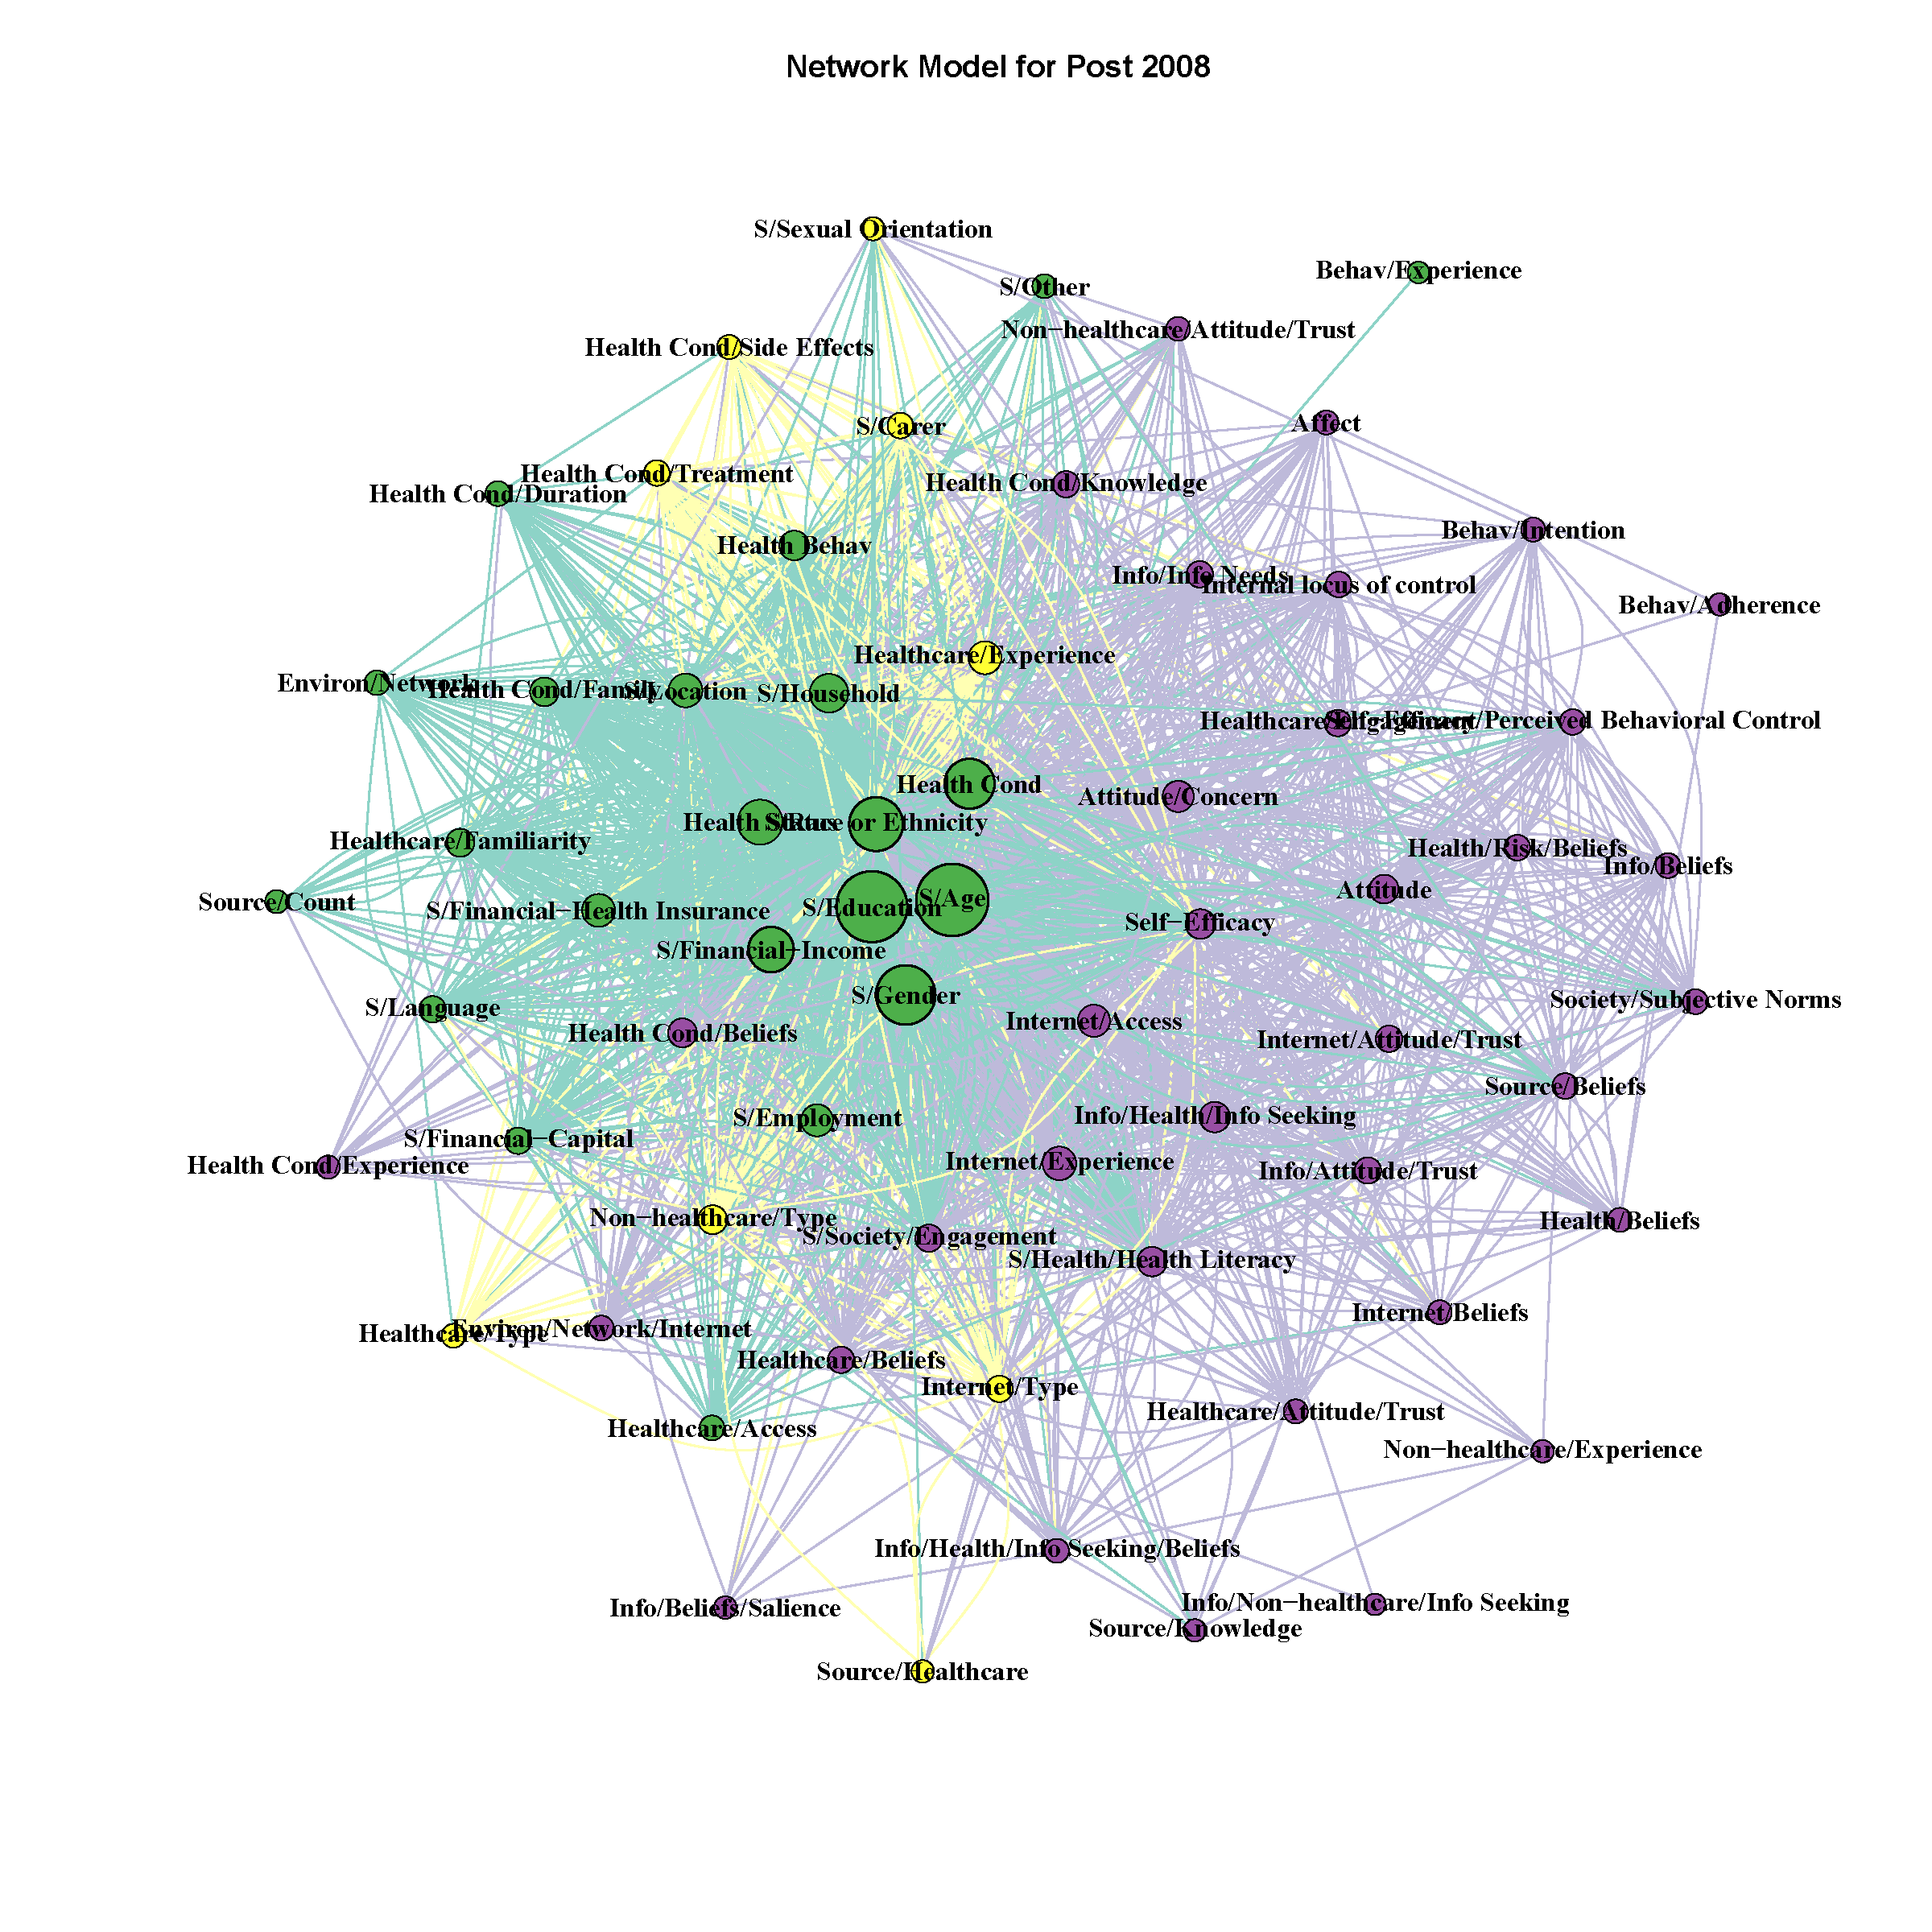 Network Model for Post 2008
S/Sexual Orientation
Behav/Experience
S/Other
Non−healthcare/Attitude/Trust
Health Cond/Side Effects
Affect
S/Carer
Health Cond/Treatment
Health Cond/Knowledge
Health Cond/Duration
Behav/Intention
Health Behav
Info/Info Needs
Internal locus of control
Behav/Adherence
Healthcare/Experience
Environ/Network
Health Cond/Family
S/Location
S/Household
Healthcare/Engagement
Self−Efficacy/Perceived Behavioral Control
Health Cond
Attitude/Concern
Health Status
S/Race or Ethnicity
Healthcare/Familiarity
Health/Risk/Beliefs
Info/Beliefs
Attitude
Source/Count
S/Financial−Health Insurance
S/Education
S/Age
Self−Efficacy
S/Financial−Income
S/Gender
Society/Subjective Norms
S/Language
Health Cond/Beliefs
Internet/Access
Internet/Attitude/Trust
Source/Beliefs
S/Employment
Info/Health/Info Seeking
S/Financial−Capital
Health Cond/Experience
Internet/Experience
Info/Attitude/Trust
Non−healthcare/Type
S/Society/Engagement
Health/Beliefs
S/Health/Health Literacy
Internet/Beliefs
Healthcare/Type
Environ/Network/Internet
Healthcare/Beliefs
Internet/Type
Healthcare/Access
Healthcare/Attitude/Trust
Non−healthcare/Experience
Info/Health/Info Seeking/Beliefs
Info/Beliefs/Salience
Info/Non−healthcare/Info Seeking
Source/Knowledge
Source/Healthcare